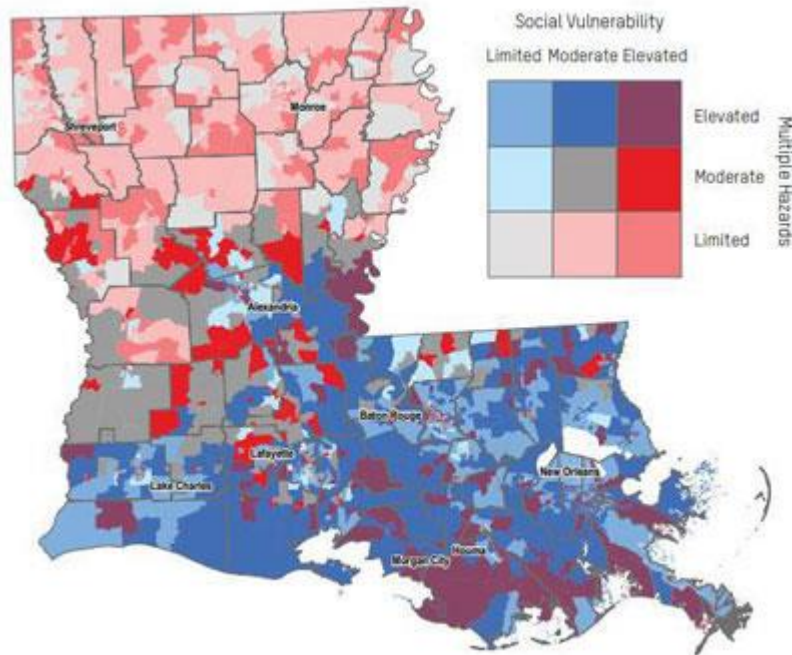 Social Vulnerability
Limited Moderate Elevated
Elevated
Moderate
Limited
Multiple Hazards
Monroe
Shreveport
Alexandria
Baton Rouge
Lafayette
New Orleans
Lake Charles
Houma
Morgan City